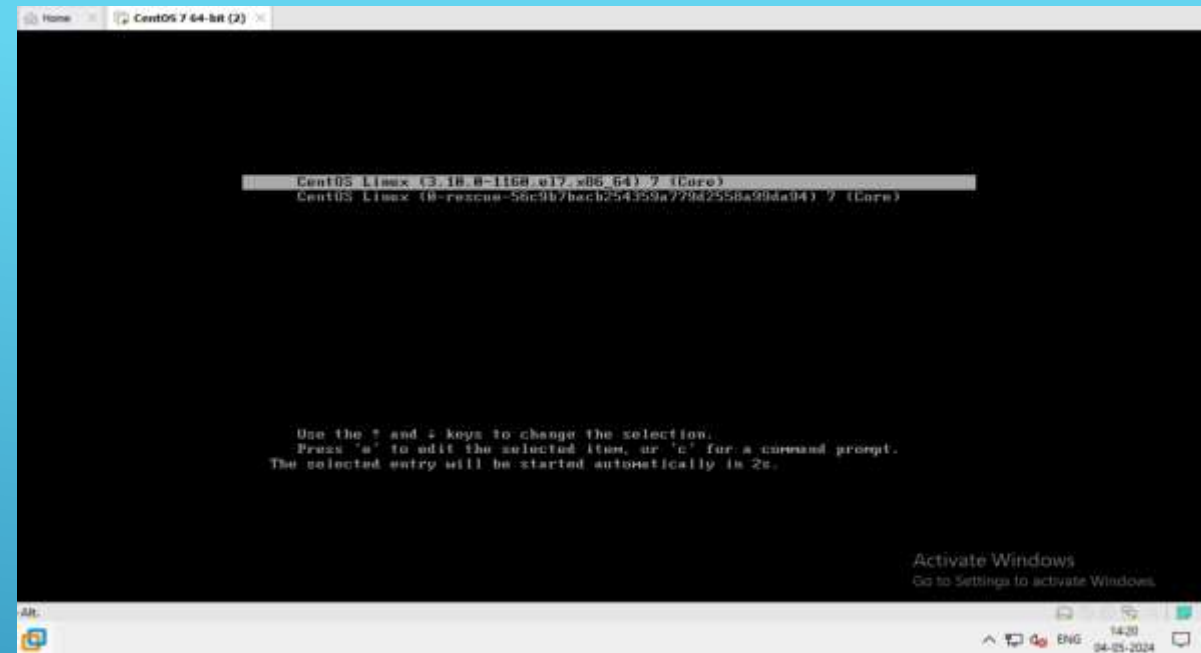 Home
CentOS 7 64-bit (2)
CentOS Linux (3.10.0-1160.el7.x86_64) 7 (Core)
CentOS Linux (0-rescue-56c9b7bacb254359a779d2558a99da94) 7 (Core)
Use the ↑ and ↓ keys to change the selection.
Press 'e' to edit the selected item, or 'c' for a command prompt.
The selected entry will be started automatically in 2s.
Activate Windows
Go to Settings to activate Windows.
-Alt.
ENG
14:20
04-05-2024